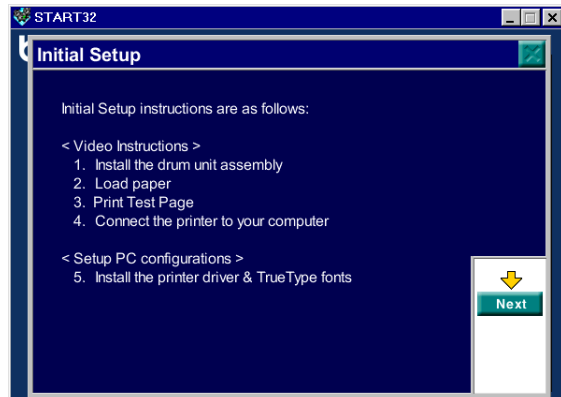 START32
Initial Setup
Initial Setup instructions are as follows:
< Video Instructions >
1. Install the drum unit assembly
2. Load paper
3. Print Test Page
4. Connect the printer to your computer
< Setup PC configurations >
5. Install the printer driver & TrueType fonts
Next